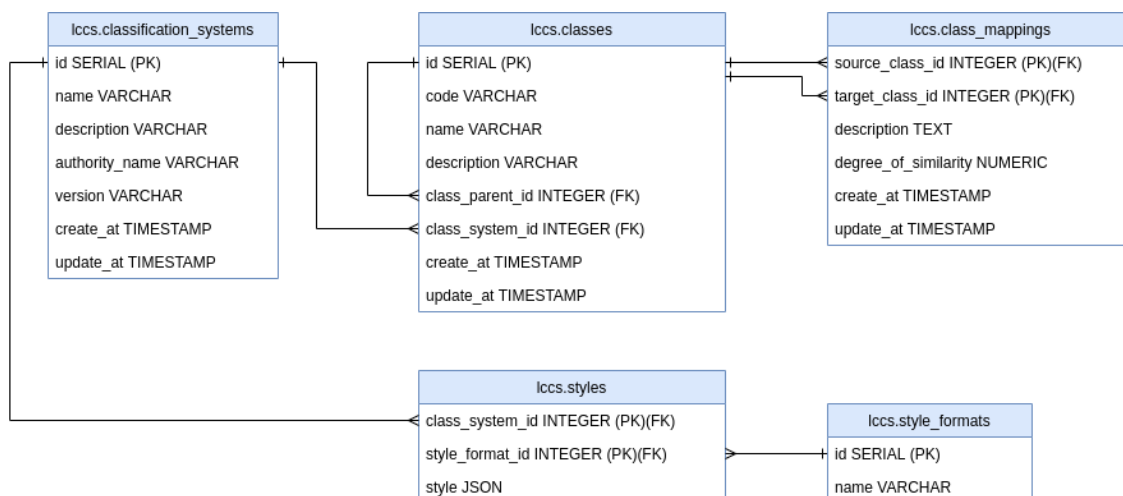 lccs.classification_systems
id SERIAL (PK)
name VARCHAR
description VARCHAR
authority_name VARCHAR
version VARCHAR
create_at TIMESTAMP
update_at TIMESTAMP
lccs.classes
id SERIAL (PK)
code VARCHAR
name VARCHAR
description VARCHAR
class_parent_id INTEGER (FK)
class_system_id INTEGER (FK)
create_at TIMESTAMP
update_at TIMESTAMP
lccs.class_mappings
source_class_id INTEGER (PK)(FK)
target_class_id INTEGER (PK)(FK)
description TEXT
degree_of_similarity NUMERIC
create_at TIMESTAMP
update_at TIMESTAMP
lccs.styles
class_system_id INTEGER (PK)(FK)
style_format_id INTEGER (PK)(FK)
style JSON
lccs.style_formats
id SERIAL (PK)
name VARCHAR